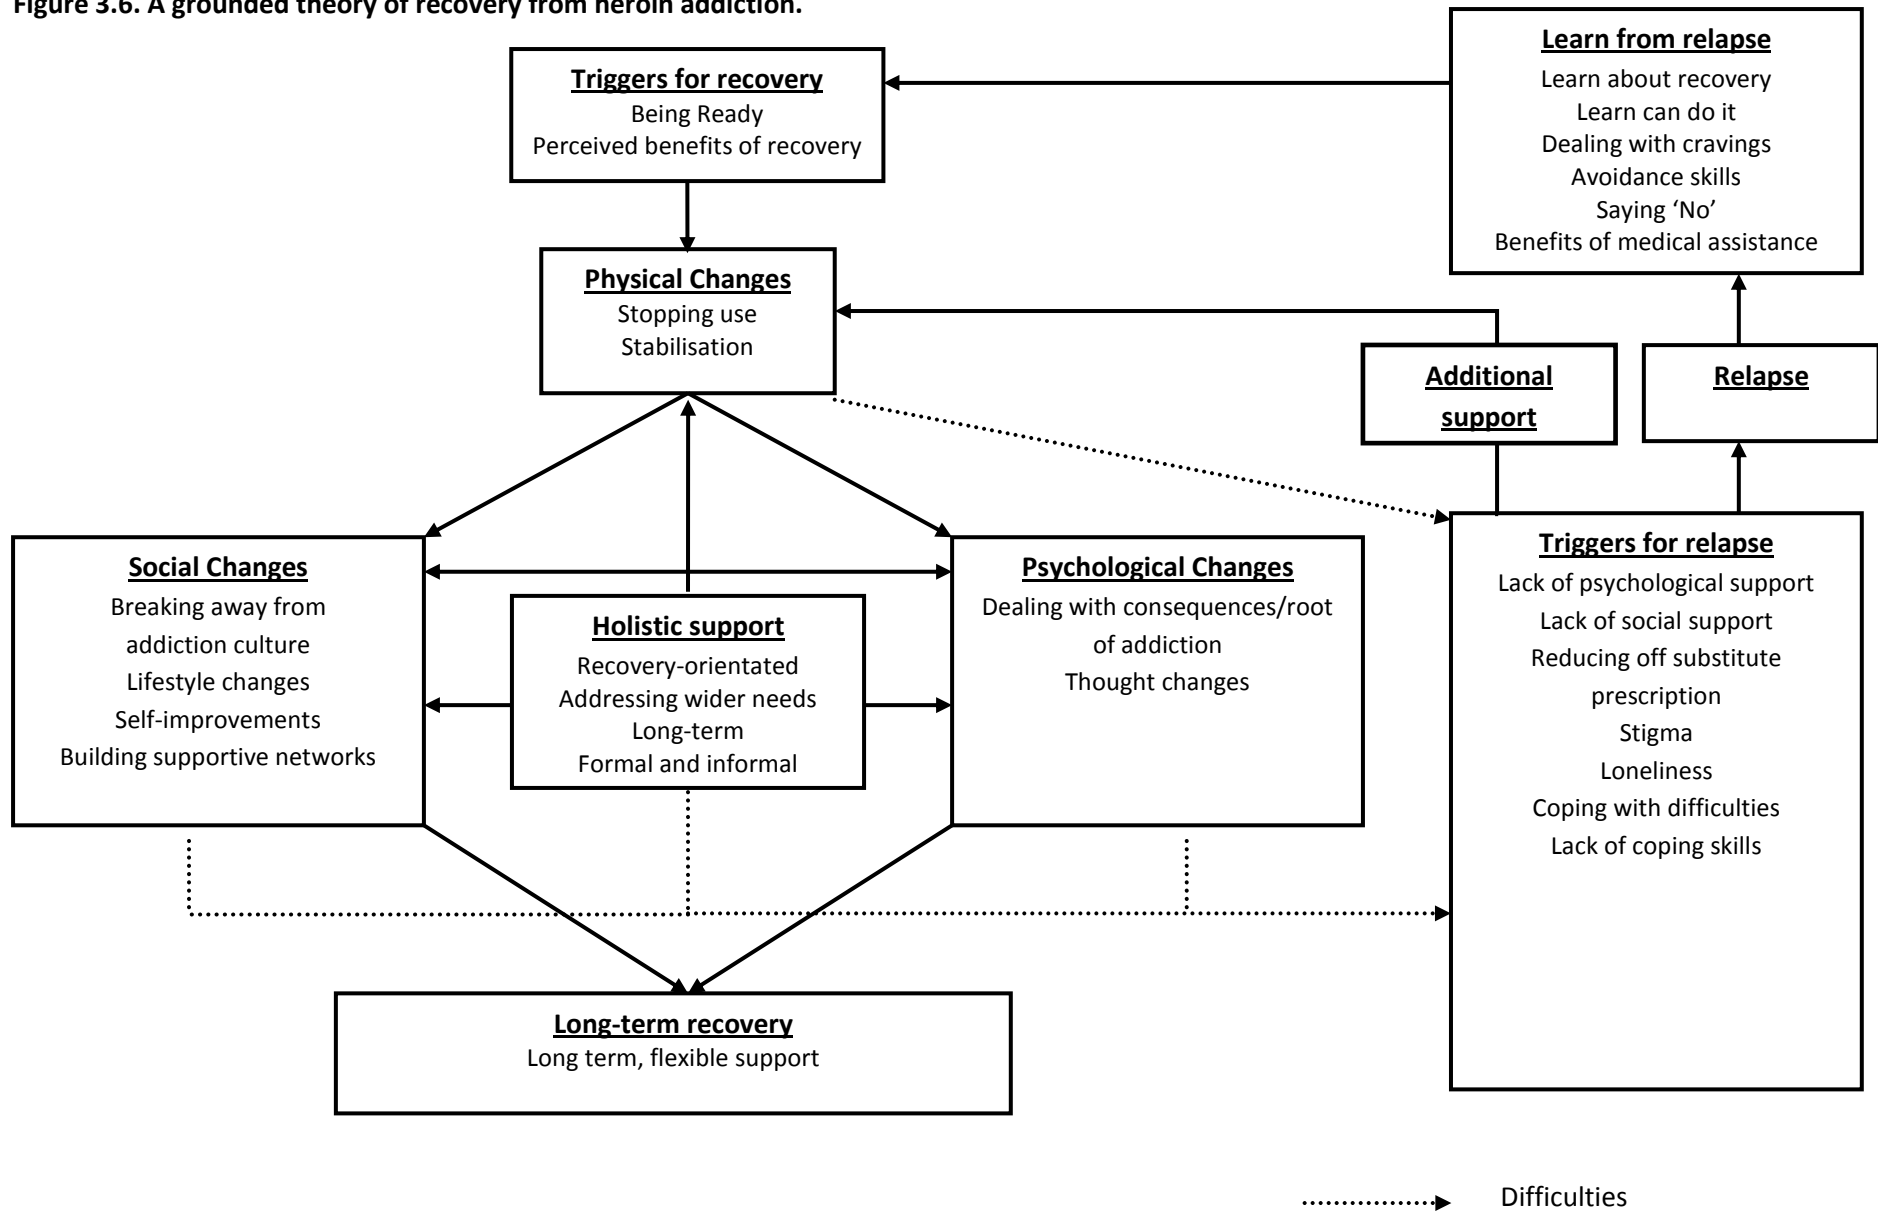 Figure 3.6. A grounded theory of recovery from heroin addiction.
Triggers for recovery
Being Ready
Perceived benefits of recovery
Learn from relapse
Learn about recovery
Learn can do it
Dealing with cravings
Avoidance skills
Saying ‘No’
Benefits of medical assistance
Physical Changes
Stopping use
Stabilisation
Additional
support
Relapse
Social Changes
Breaking away from
addiction culture
Lifestyle changes
Self-improvements
Building supportive networks
Holistic support
Recovery-orientated
Addressing wider needs
Long-term
Formal and informal
Psychological Changes
Dealing with consequences/root
of addiction
Thought changes
Triggers for relapse
Lack of psychological support
Lack of social support
Reducing off substitute
prescription
Stigma
Loneliness
Coping with difficulties
Lack of coping skills
Long-term recovery
Long term, flexible support
Difficulties